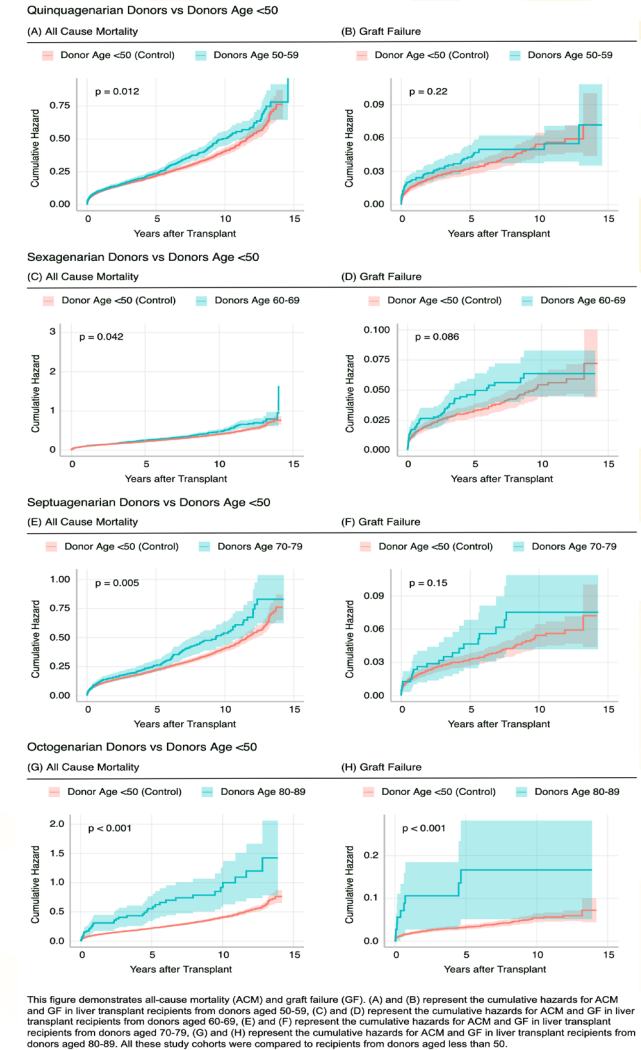 Quinquagenarian Donors vs Donors Age <50
(A) All Cause Mortality
(B) Graft Failure
Donor Age <50 (Control) Donors Age 50-59
Donor Age <50 (Control) Donors Age 50-59
Cumulative Hazard
0.75
0.50
0.25
0.00
p = 0.012
0 5 10 15
Years after Transplant
Cumulative Hazard
0.09
0.06
0.03
0.00
p = 0.22
0 5 10 15
Years after Transplant
Sexagenarian Donors vs Donors Age <50
(C) All Cause Mortality
(D) Graft Failure
Donor Age <50 (Control) Donors Age 60-69
Donor Age <50 (Control) Donors Age 60-69
Cumulative Hazard
3
2
1
0
p = 0.042
0 5 10 15
Years after Transplant
Cumulative Hazard
0.100
0.075
0.050
0.025
0.000
p = 0.086
0 5 10 15
Years after Transplant
Septuagenarian Donors vs Donors Age <50
(E) All Cause Mortality
(F) Graft Failure
Donor Age <50 (Control) Donors Age 70-79
Donor Age <50 (Control) Donors Age 70-79
Cumulative Hazard
1.00
0.75
0.50
0.25
0.00
p = 0.005
0 5 10 15
Years after Transplant
Cumulative Hazard
0.09
0.06
0.03
0.00
p = 0.15
0 5 10 15
Years after Transplant
Octogenarian Donors vs Donors Age <50
(G) All Cause Mortality
(H) Graft Failure
Donor Age <50 (Control) Donors Age 80-89
Donor Age <50 (Control) Donors Age 80-89
Cumulative Hazard
2.0
1.5
1.0
0.5
0.0
p < 0.001
0 5 10 15
Years after Transplant
Cumulative Hazard
0.2
0.1
0.0
p < 0.001
0 5 10 15
Years after Transplant
This figure demonstrates all-cause mortality (ACM) and graft failure (GF). (A) and (B) represent the cumulative hazards for ACM
and GF in liver transplant recipients from donors aged 50-59, (C) and (D) represent the cumulative hazards for ACM and GF in liver
transplant recipients from donors aged 60-69, (E) and (F) represent the cumulative hazards for ACM and GF in liver transplant
recipients from donors aged 70-79, (G) and (H) represent the cumulative hazards for ACM and GF in liver transplant recipients from
donors aged 80-89. All these study cohorts were compared to recipients from donors aged less than 50.